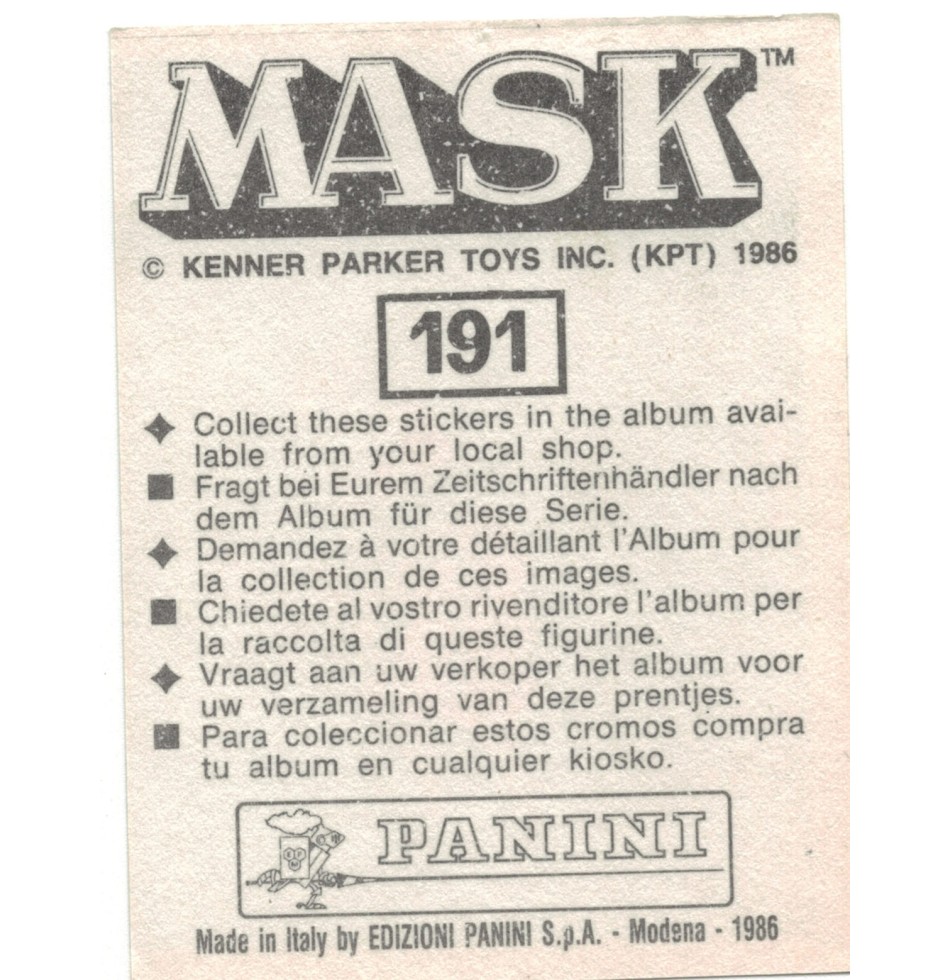 MASK™
© KENNER PARKER TOYS INC. (KPT) 1986
191
Collect these stickers in the album avai-
lable from your local shop.
Fragt bei Eurem Zeitschriftenhändler nach
dem Album für diese Serie.
Demandez à votre détaillant l'Album pour
la collection de ces images.
Chiedete al vostro rivenditore l'album per
la raccolta di queste figurine.
Vraagt aan uw verkoper het album voor
uw verzameling van deze prentjes.
Para coleccionar estos cromos compra
tu album en cualquier kiosko.
PANINI
Made in Italy by EDIZIONI PANINI S.p.A. - Modena - 1986